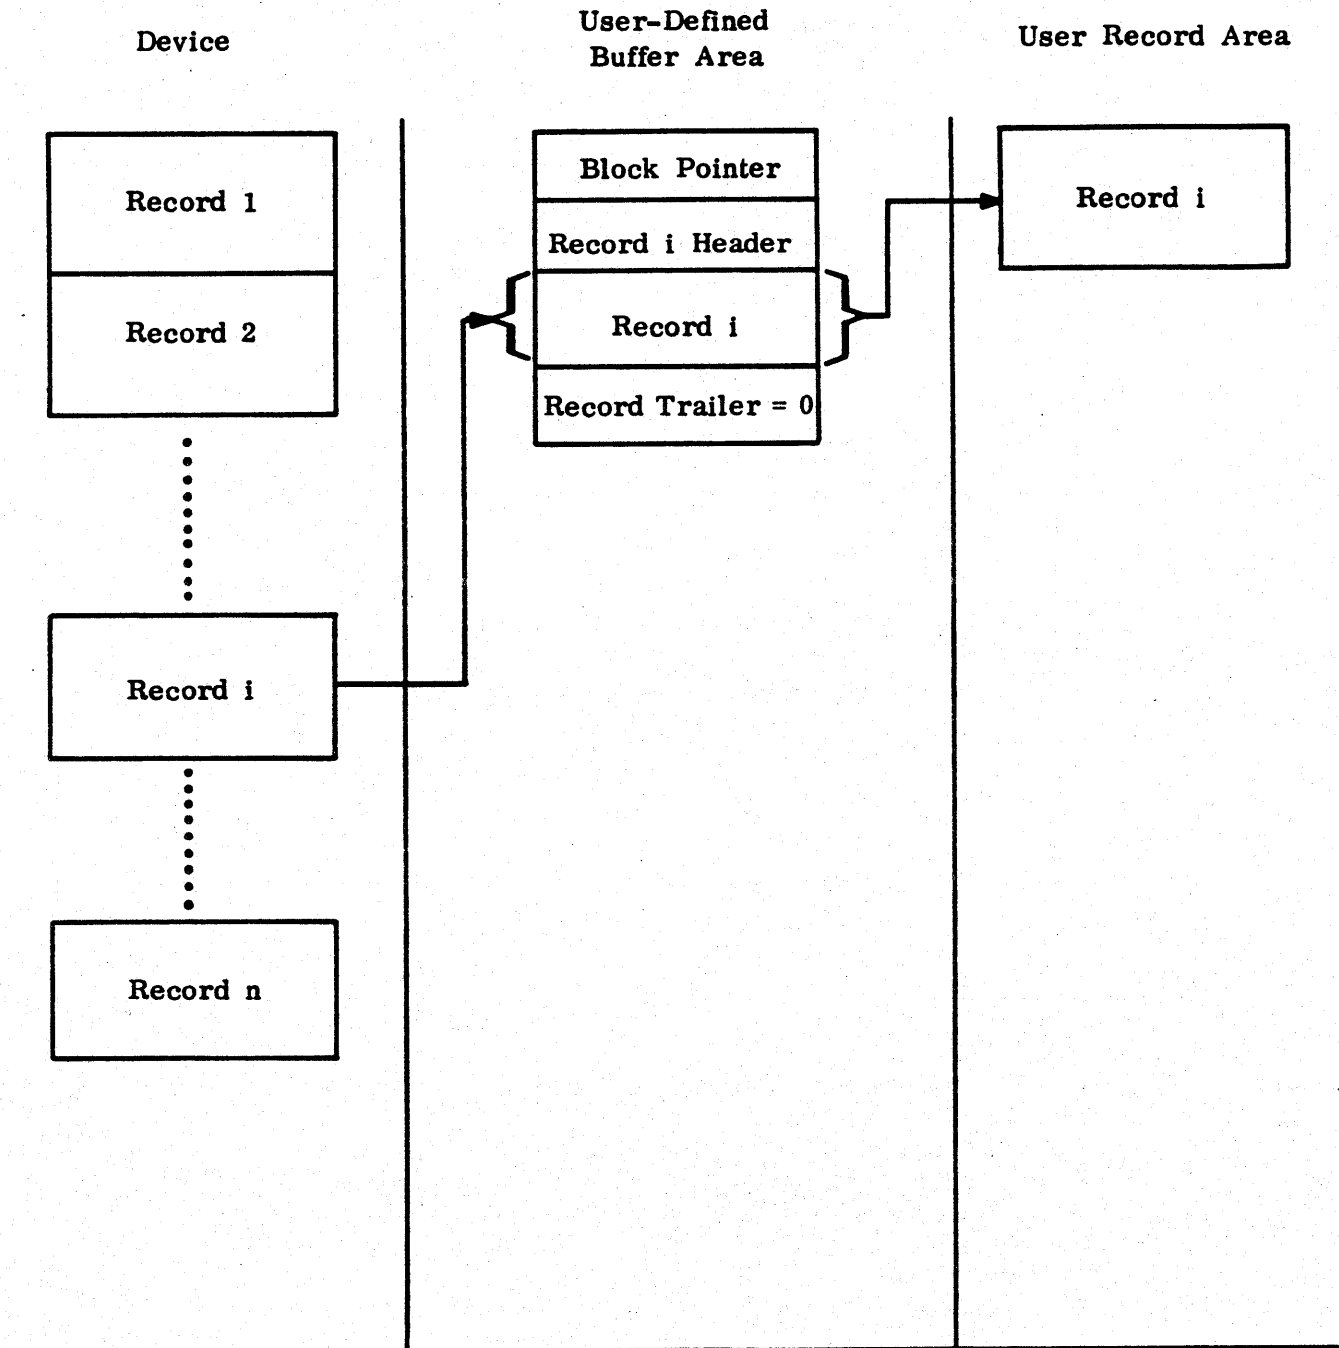 Device
User-Defined
Buffer Area
User Record Area
Record 1
Record 2
Record i
Record n
Block Pointer
Record i Header
Record i
Record Trailer = 0
Record i